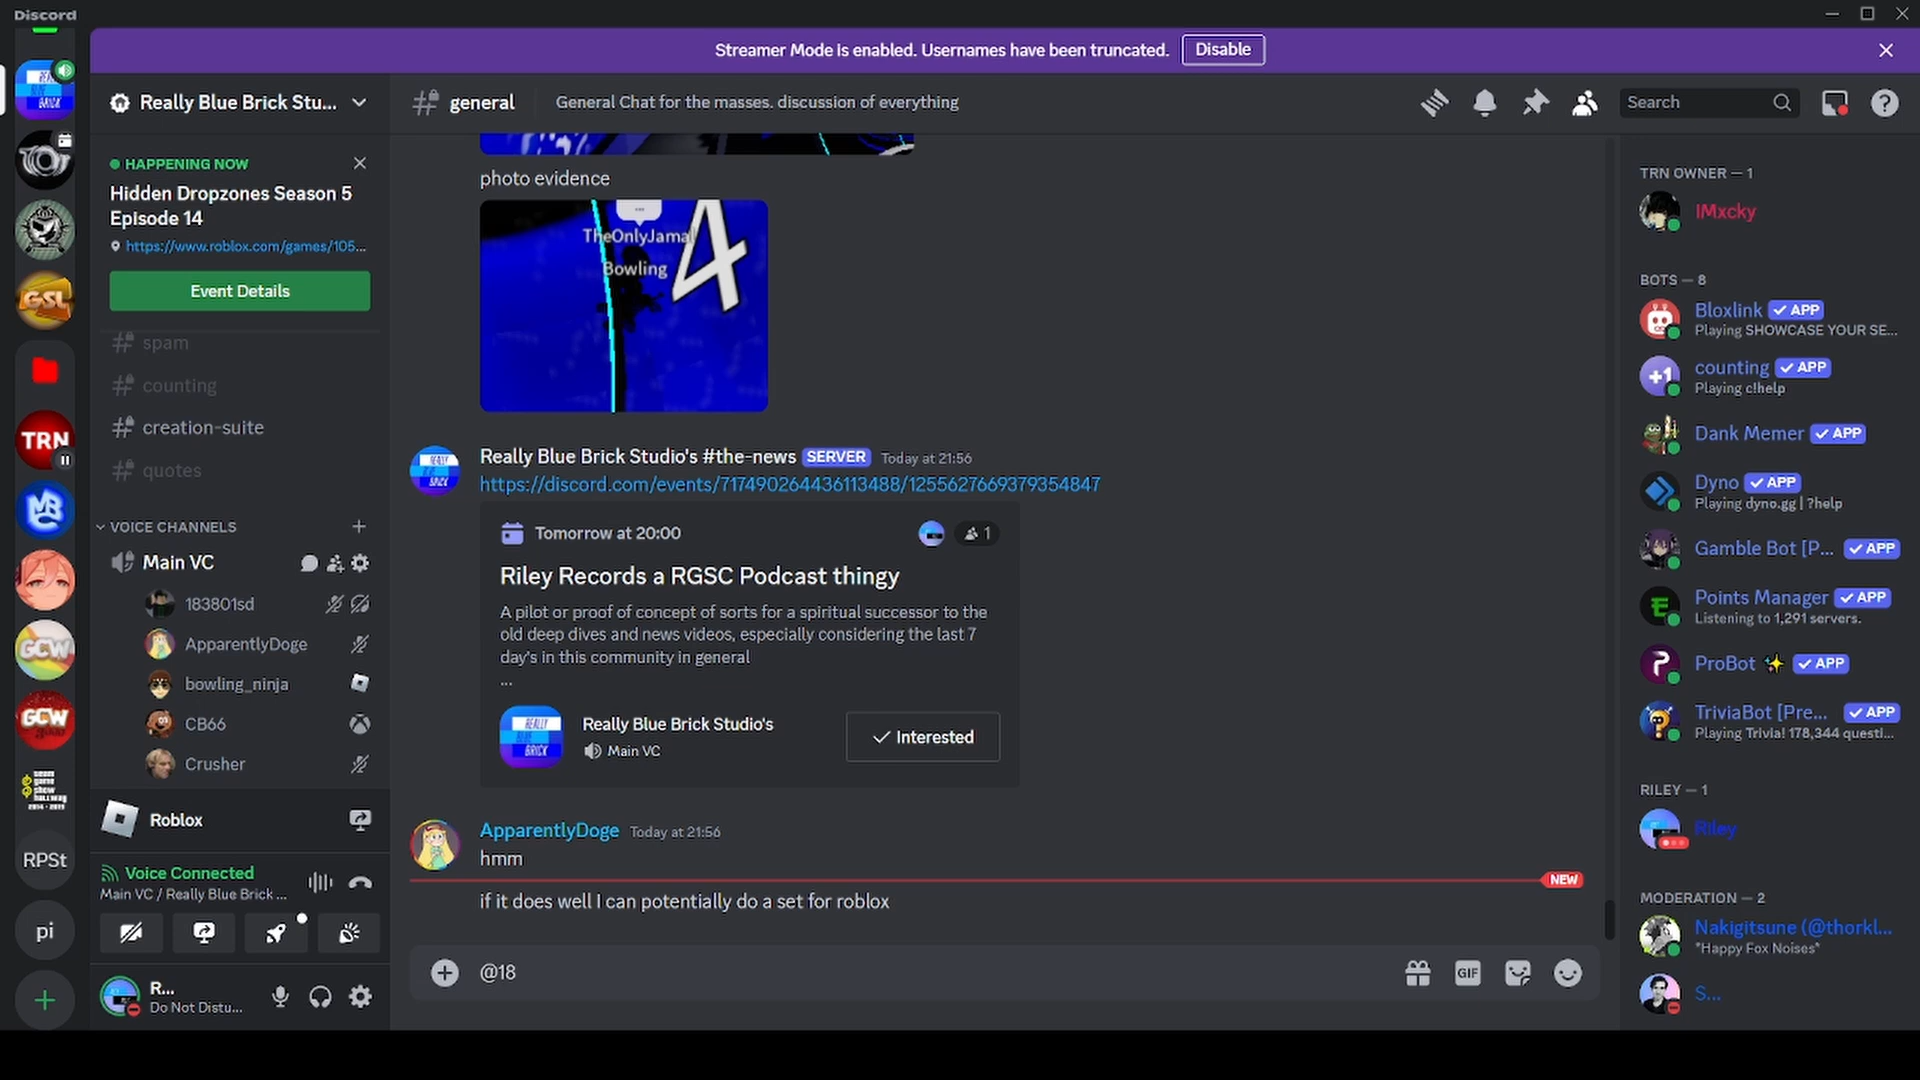 Discord
Streamer Mode is enabled. Usernames have been truncated.
Disable
REALLY
BLUE
BRICK
GSL
TRN
GCW
GCW
RPSt
pi
Really Blue Brick Stu...
HAPPENING NOW
Hidden Dropzones Season 5
Episode 14
https://www.roblox.com/games/105...
Event Details
spam
counting
creation-suite
quotes
VOICE CHANNELS
Main VC
183801sd
ApparentlyDoge
bowling_ninja
CB66
Crusher
Roblox
Voice Connected
Main VC / Really Blue Brick ...
R...
Do Not Distu...
general
General Chat for the masses. discussion of everything
Search
photo evidence
...
TheOnlyJamal
Bowling
4
Really Blue Brick Studio's #the-news SERVER Today at 21:56
https://discord.com/events/717490264436113488/1255627669379354847
Tomorrow at 20:00
1
Riley Records a RGSC Podcast thingy
A pilot or proof of concept of sorts for a spiritual successor to the
old deep dives and news videos, especially considering the last 7
day's in this community in general
...
REALLY
BLUE
BRICK
Really Blue Brick Studio's
Main VC
Interested
ApparentlyDoge Today at 21:56
hmm
NEW
if it does well I can potentially do a set for roblox
@18
GIF
TRN OWNER — 1
IMxcky
BOTS — 8
Bloxlink APP
Playing SHOWCASE YOUR SE...
+1
counting APP
Playing c!help
Dank Memer APP
Dyno APP
Playing dyno.gg | ?help
Gamble Bot [P... APP
Points Manager APP
Listening to 1,291 servers.
ProBot APP
TriviaBot [Pre... APP
Playing Trivia! 178,344 questi...
RILEY — 1
Riley
MODERATION — 2
Nakigitsune (@thorkl...
*Happy Fox Noises*
S...